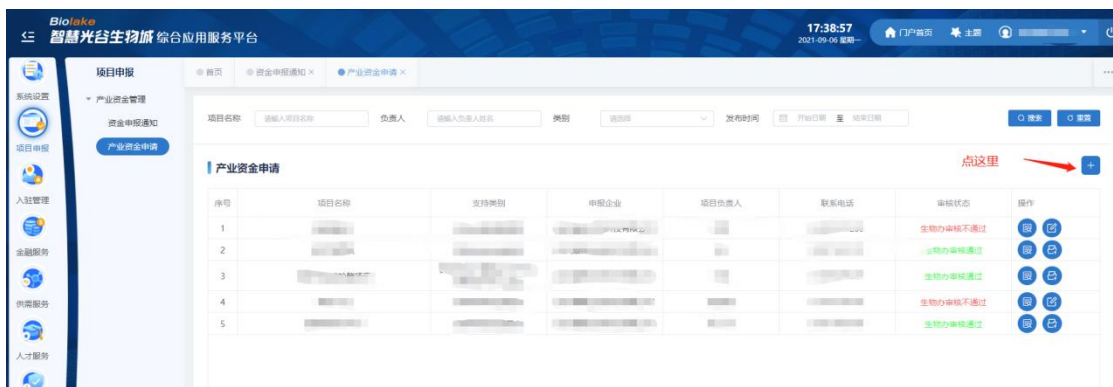 Biolake
智慧光谷生物城 综合应用服务平台
17:38:57
2021-09-06 星期一
门户首页
主题
系统设置
项目申报
入驻管理
金融服务
供需服务
人才服务
项目申报
产业资金管理
资金申报通知
产业资金申请
首页
资金申报通知 ×
产业资金申请 ×
项目名称 请输入项目名称 负责人 请输入负责人姓名 类别 请选择 发布时间 开始日期 至 结束日期 搜索 重置
产业资金申请
点这里
+
序号 项目名称 支持类别 申报企业 项目负责人 联系电话 审核状态 操作
1 生物办审核不通过
2 生物办审核通过
3 生物办审核通过
4 生物办审核不通过
5 生物办审核通过